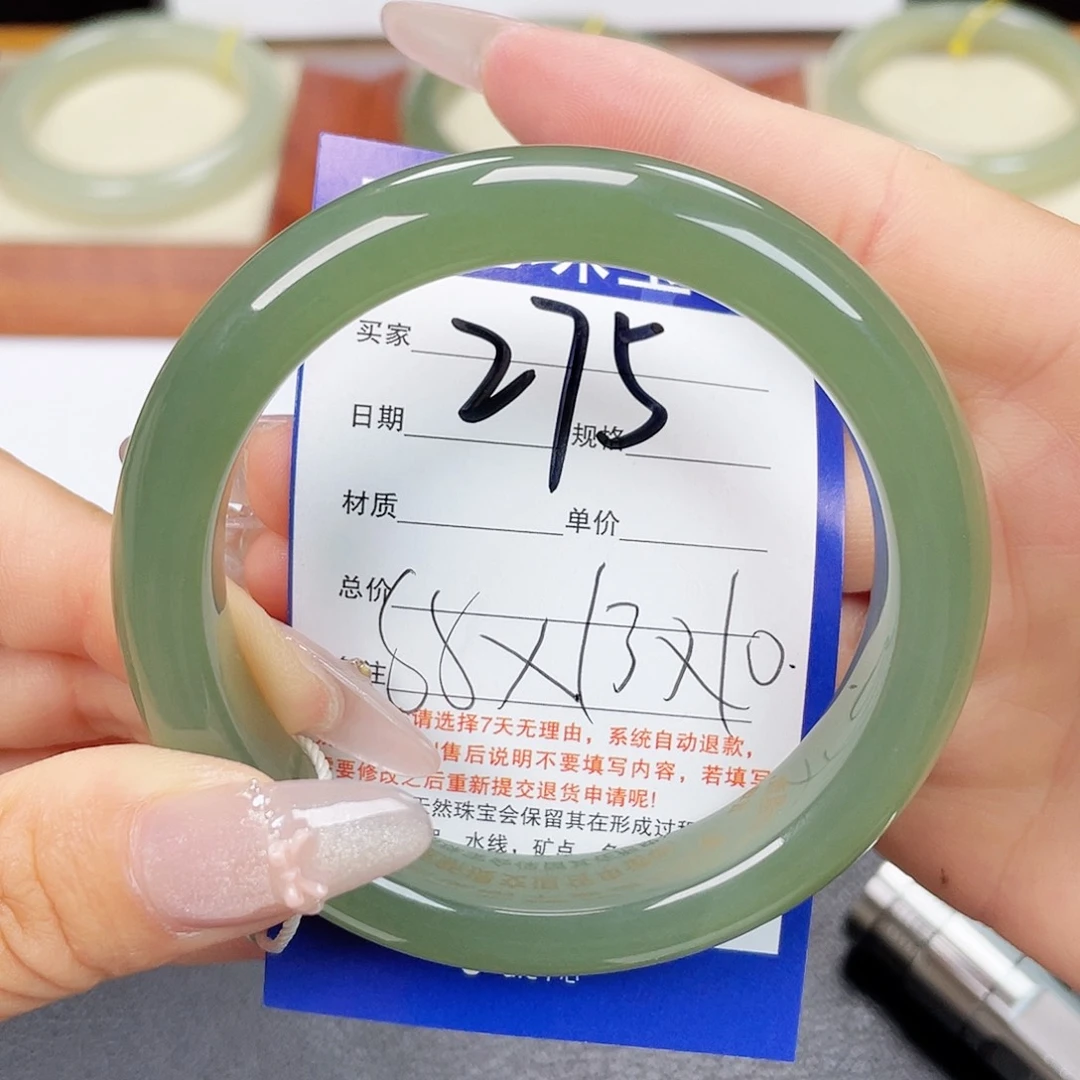 275
买家
日期 规格
材质 单价
总价
58×13×10.
请选择7天无理由，系统自动退款，
售后说明不要填写内容，若填写
要修改之后重新提交退货申请呢!
天然珠宝会保留其在形成过程
水线，矿点，